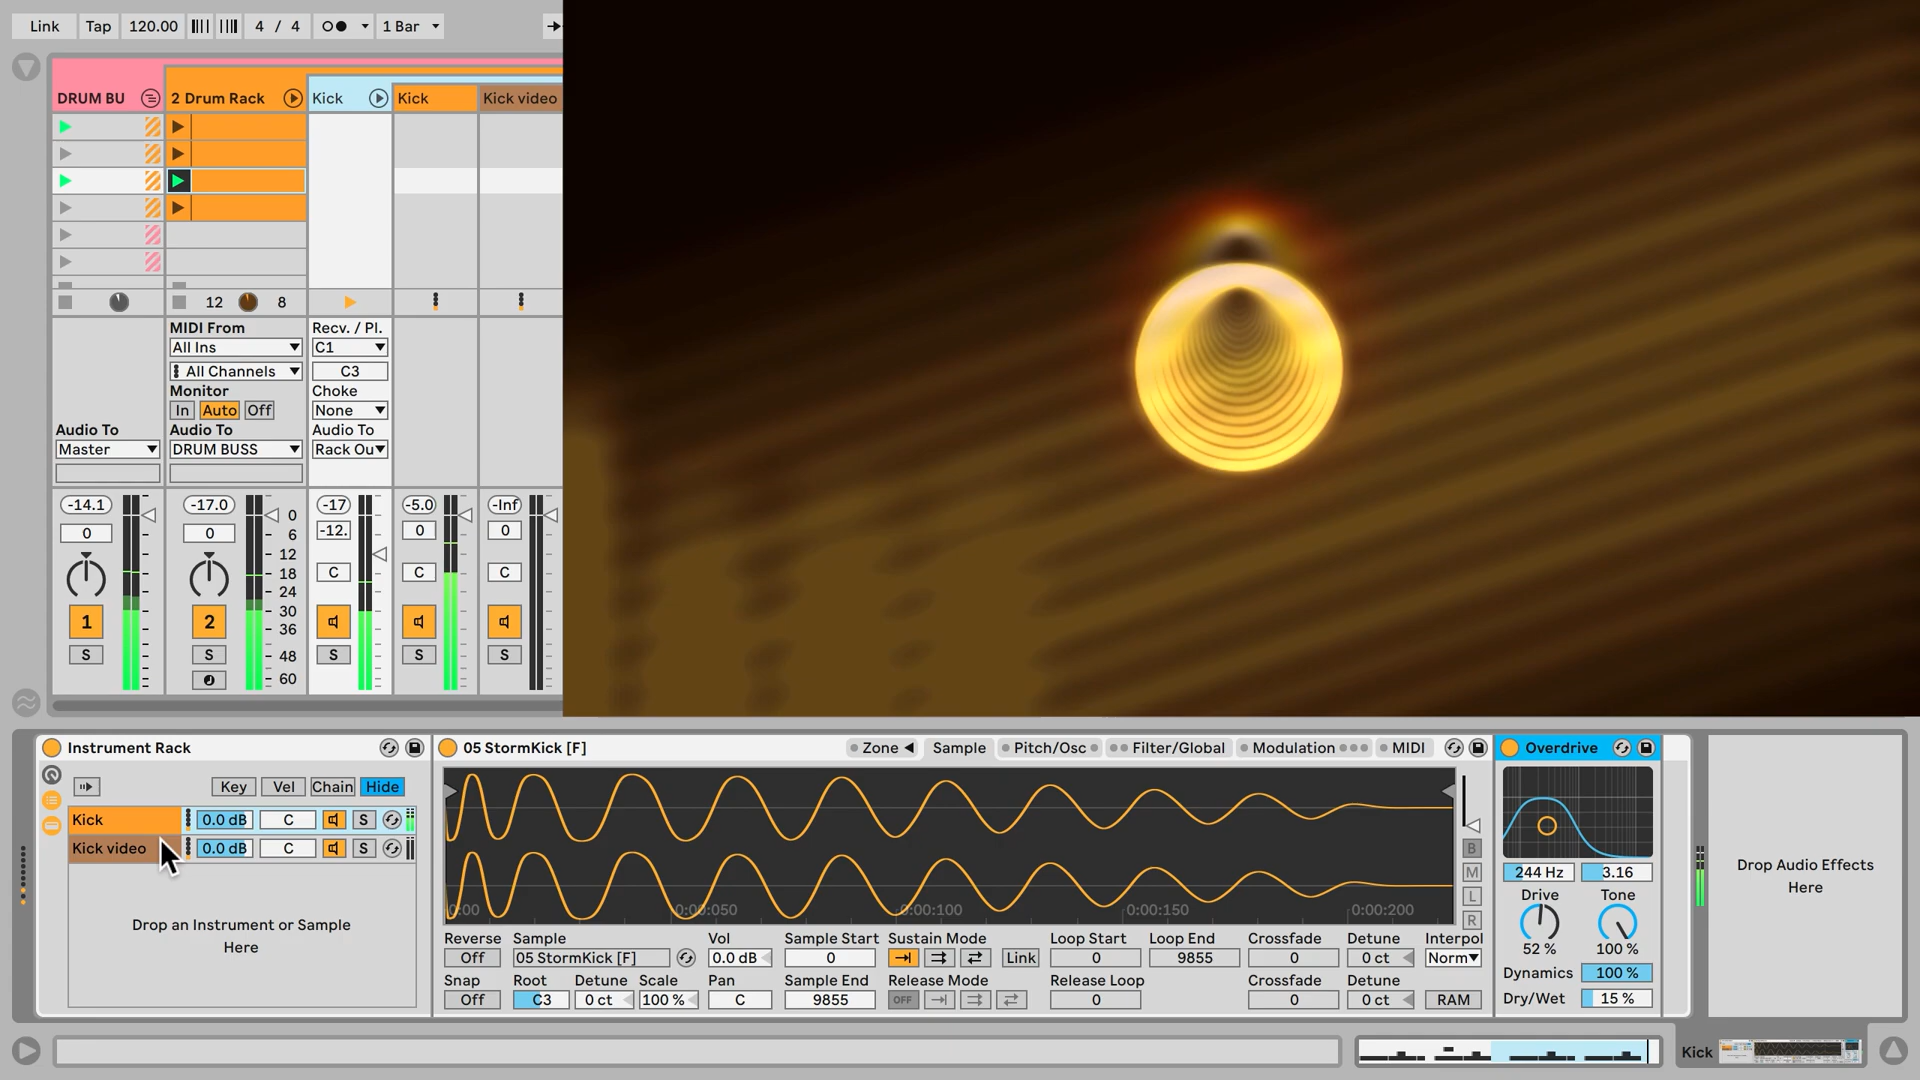 Link Tap 120.00 4 / 4 1 Bar
DRUM BU 2 Drum Rack Kick Kick Kick video
12 8
MIDI From Recv. / Pl.
All Ins C1
All Channels C3
Monitor Choke
In Auto Off None
Audio To Audio To Audio To
Master DRUM BUSS Rack Ou
-14.1 -17.0 -17 -5.0 -Inf
0 0 -12. 0 0
0
6
12
18
24
30
36
48
60
C C C
1 2
S S S S S
Instrument Rack
Key Vel Chain Hide
Kick 0.0 dB C S
Kick video 0.0 dB C S
Drop an Instrument or Sample
Here
05 StormKick [F] Zone Sample Pitch/Osc Filter/Global Modulation MIDI
0:00 0:00:050 0:00:100 0:00:150 0:00:200
B
M
L
R
Reverse Sample Vol Sample Start Sustain Mode Loop Start Loop End Crossfade Detune Interpol
Off 05 StormKick [F] 0.0 dB 0 Link 0 9855 0 0 ct Norm
Snap Root Detune Scale Pan Sample End Release Mode Release Loop Crossfade Detune
Off C3 0 ct 100 % C 9855 OFF 0 0 0 ct RAM
Overdrive
244 Hz 3.16
Drive Tone
52 % 100 %
Dynamics 100 %
Dry/Wet 15 %
Drop Audio Effects
Here
Kick